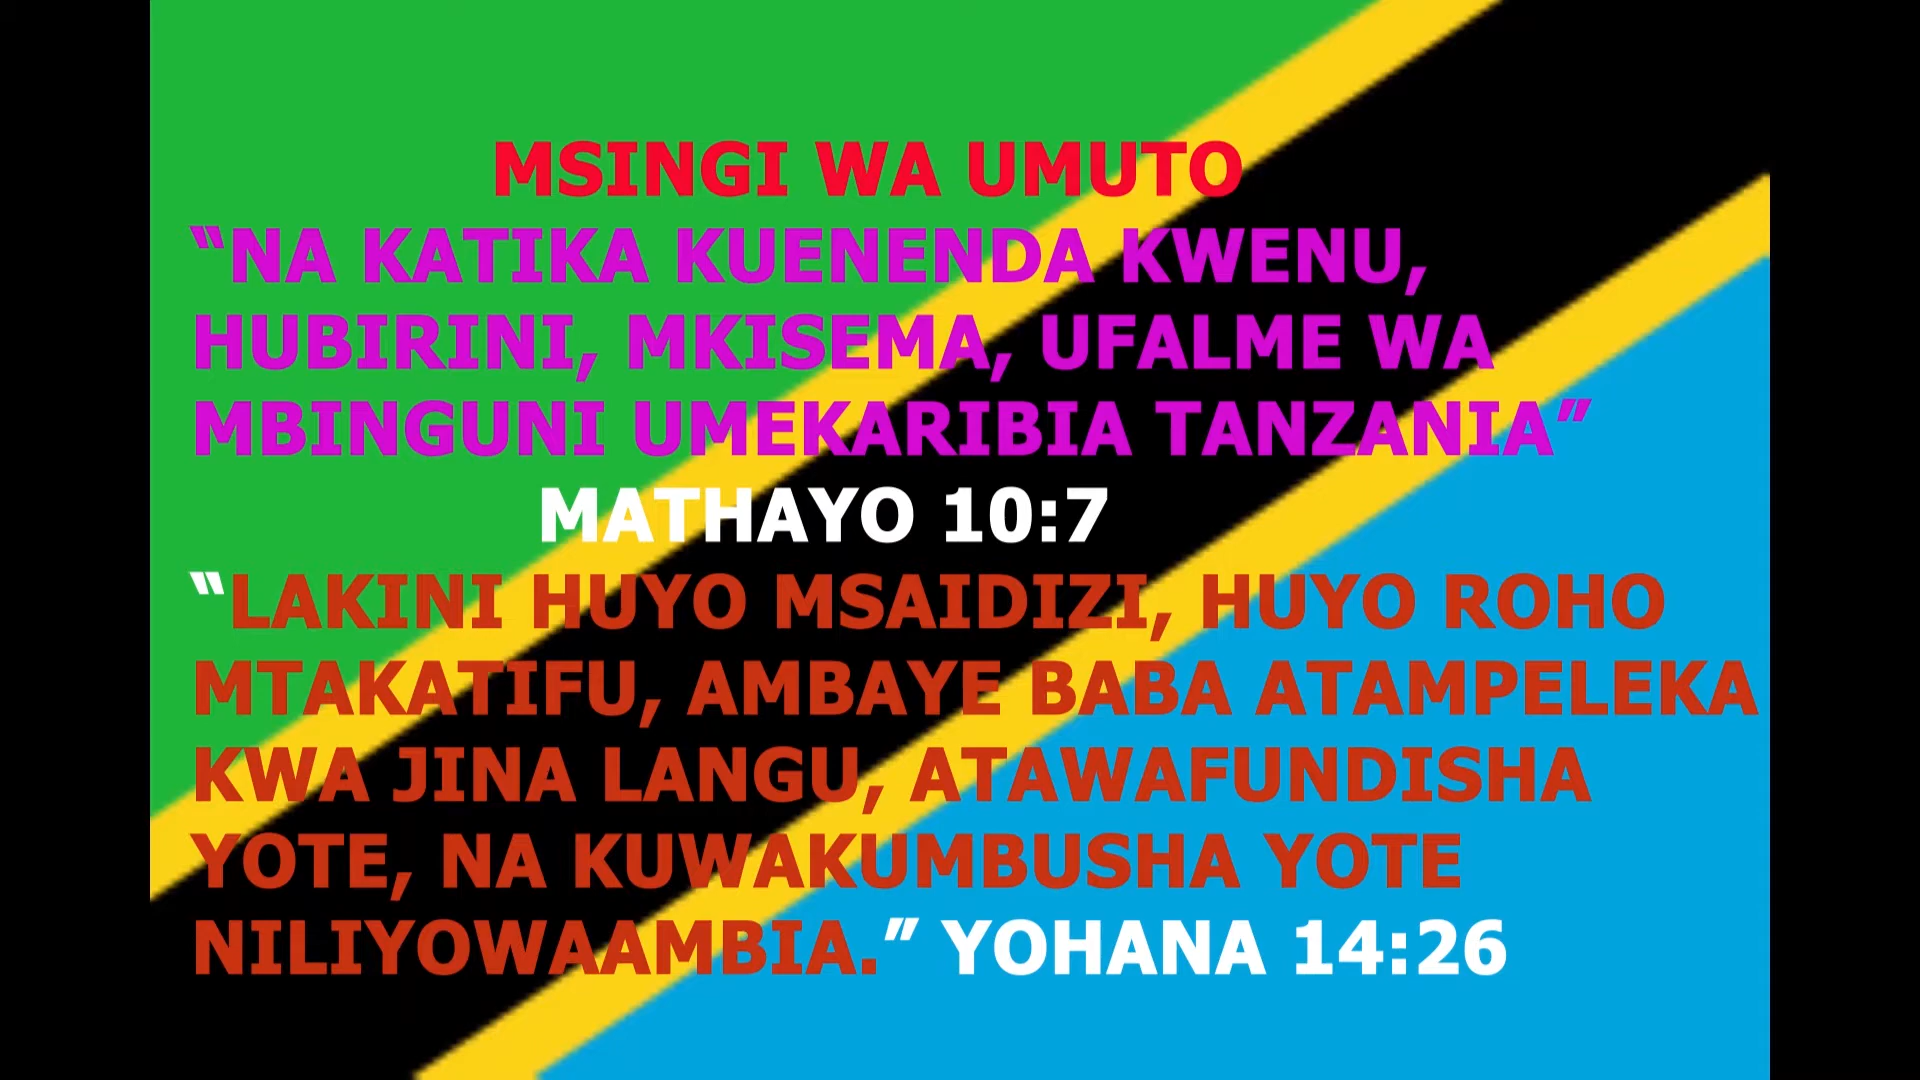 MSINGI WA UMUTO
“NA KATIKA KUENENDA KWENU,
HUBIRINI, MKISEMA, UFALME WA
MBINGUNI UMEKARIBIA TANZANIA”
MATHAYO 10:7
“LAKINI HUYO MSAIDIZI, HUYO ROHO
MTAKATIFU, AMBAYE BABA ATAMPELEKA
KWA JINA LANGU, ATAWAFUNDISHA
YOTE, NA KUWAKUMBUSHA YOTE
NILIYOWAAMBIA.” YOHANA 14:26